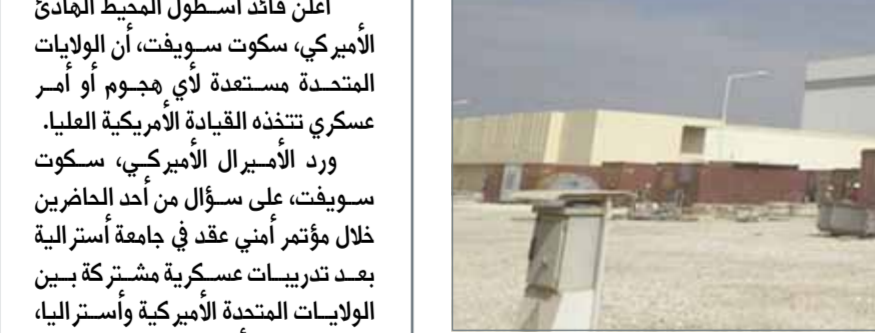 أعلن قائد أسطول المحيط الهادئ
الأميركي، سكوت سويفت، أن الولايات
المتحدة مستعدة لأي هجوم أو أمر
عسكري تتخذه القيادة الأمريكية العليا.
ورد الأميرال الأميركي، سكوت
سويفت، على سؤال من أحد الحاضرين
خلال مؤتمر أمني عقد في جامعة أسترالية
بعد تدريبات عسكرية مشتركة بين
الولايات المتحدة الأميركية وأستراليا،